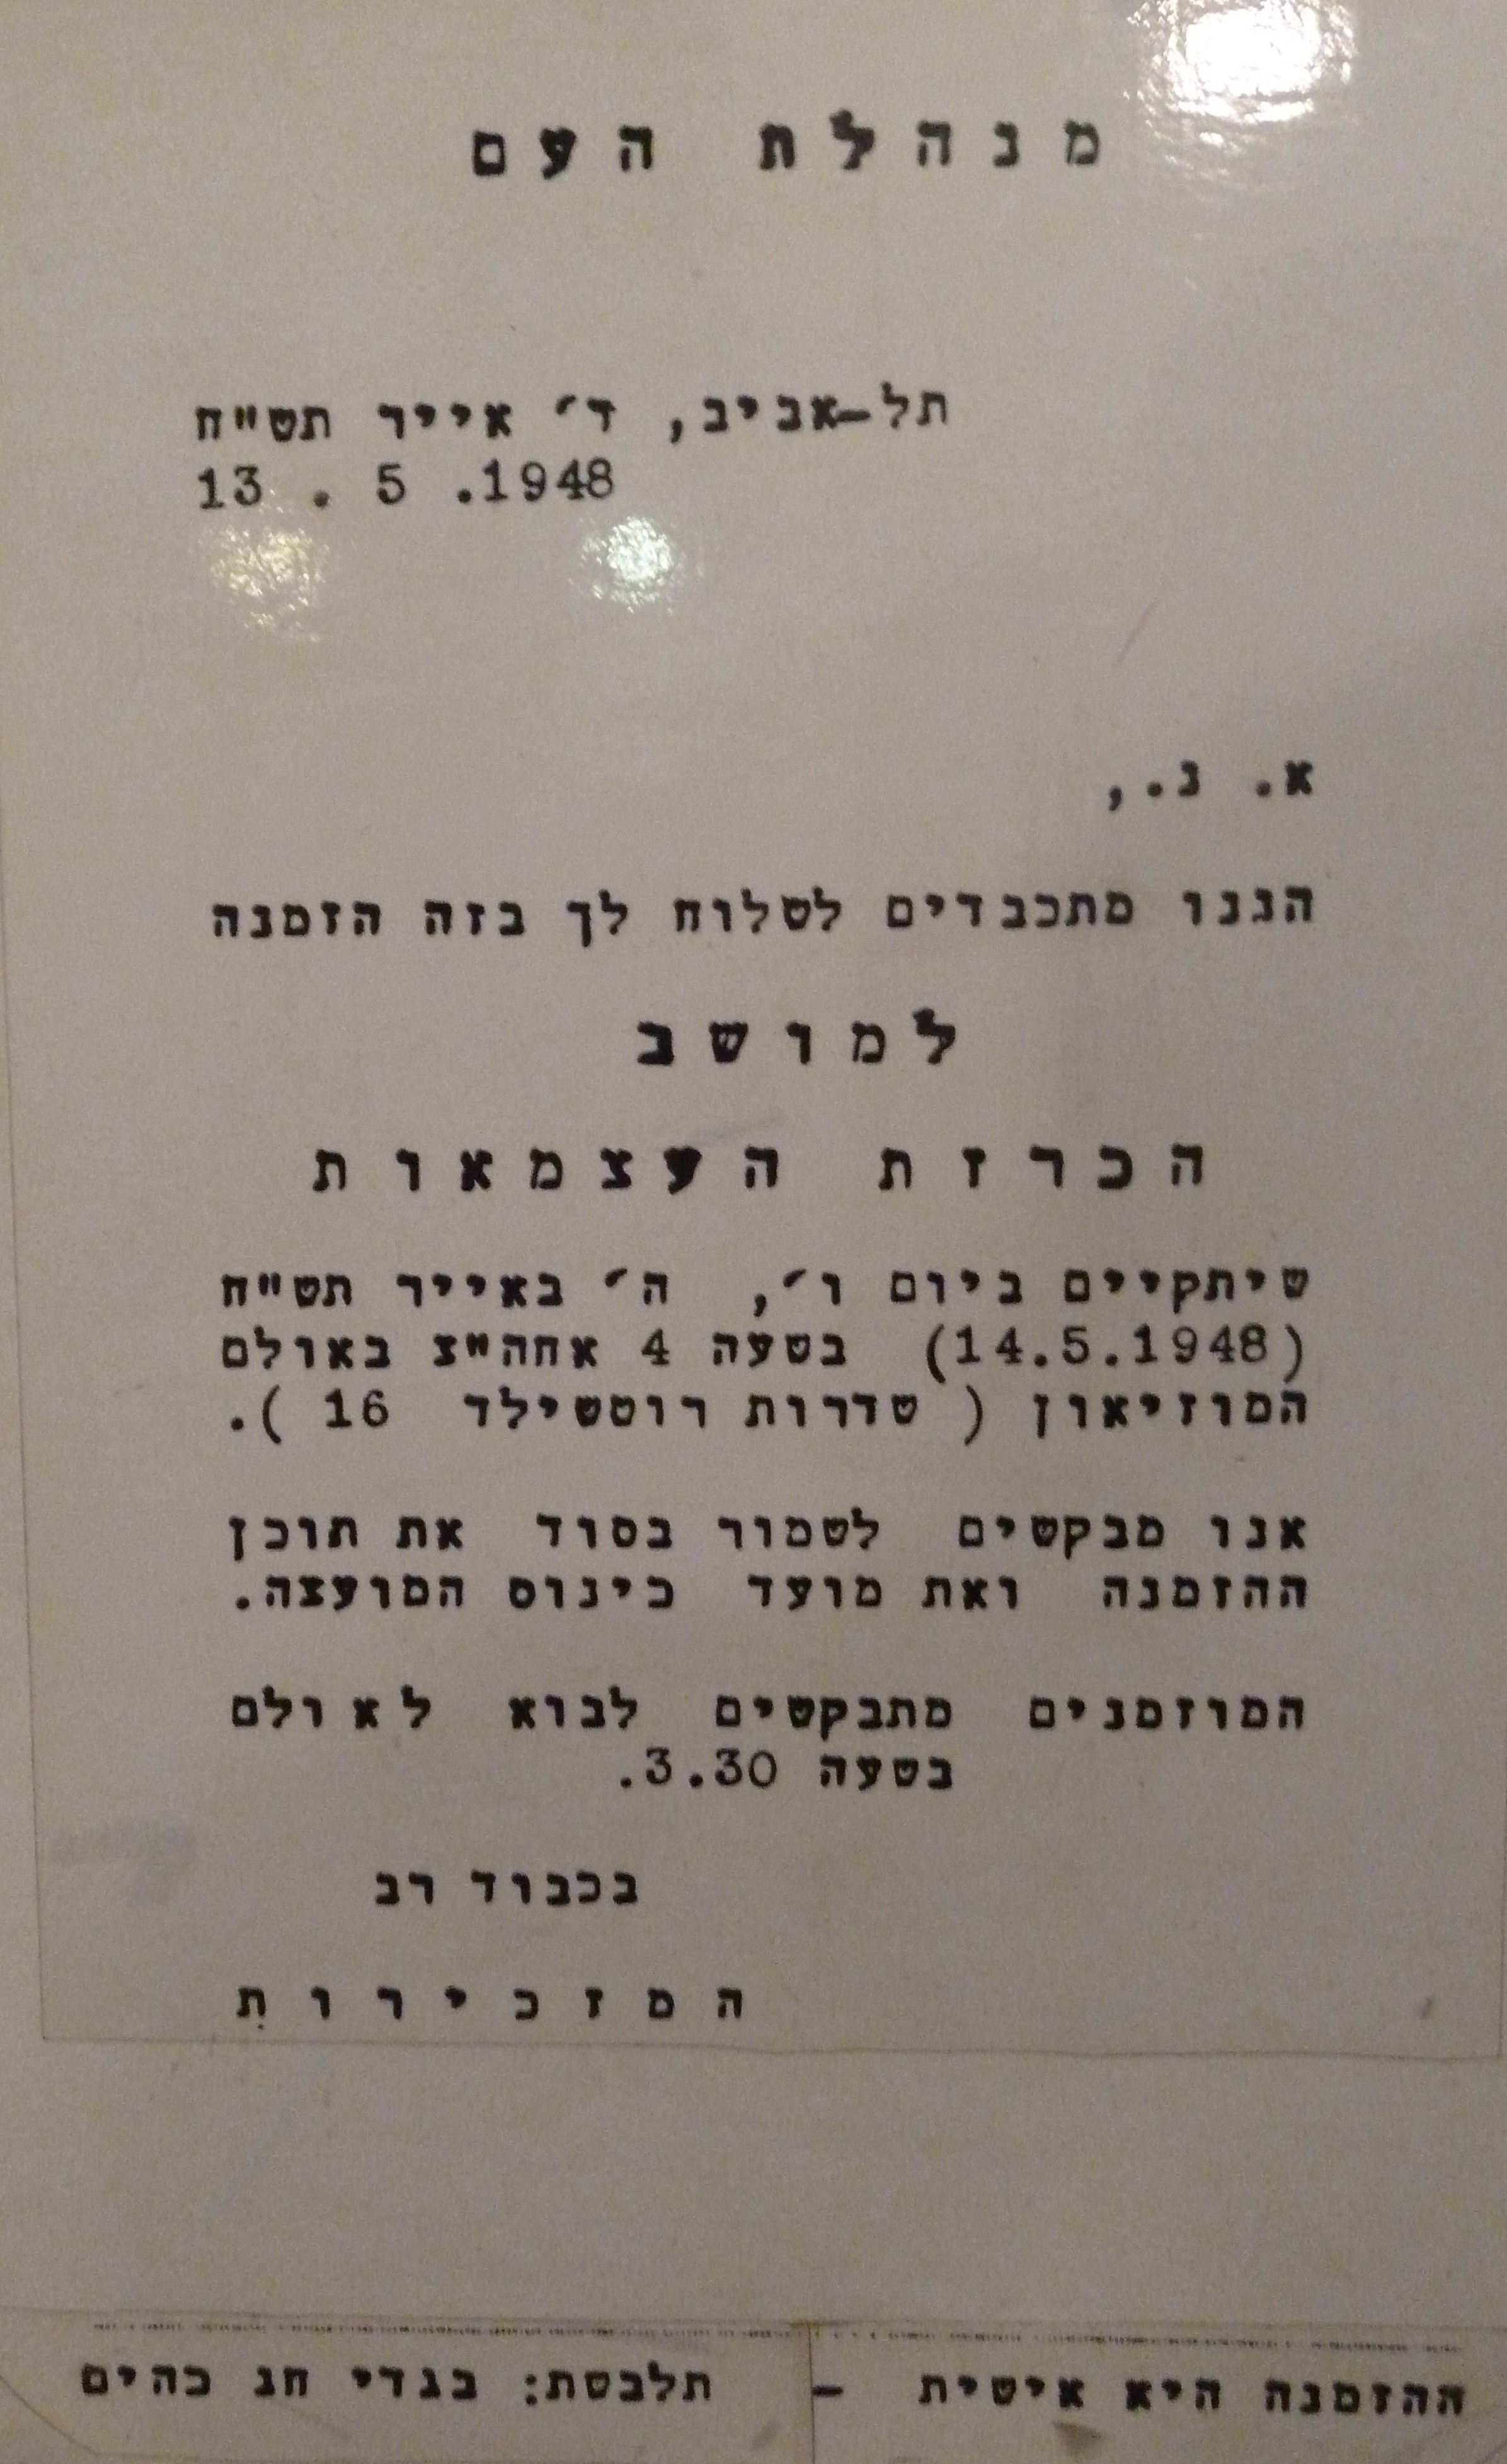 מנהלת העם
תל-אביב, ד׳ אייר תש״ח
13 . 5 .1948
א. נ.,
הננו מתכבדים לשלוח לך בזה הזמנה
למושב
הכרזת העצמאות
שיתקיים ביום ו׳, ה׳ באייר תש״ח
(14.5.1948) בשעה 4 אחה״צ באולם
המוזיאון ( שדרות רוטשילד 16 ).
אנו מבקשים לשמור בסוד את תוכן
ההזמנה ואת מועד כינוס המועצה.
המוזמנים מתבקשים לבוא לאולם
בשעה 3.30.
בכבוד רב
המזכירות
ההזמנה היא אישית - תלבשת: בגדי חג כהים